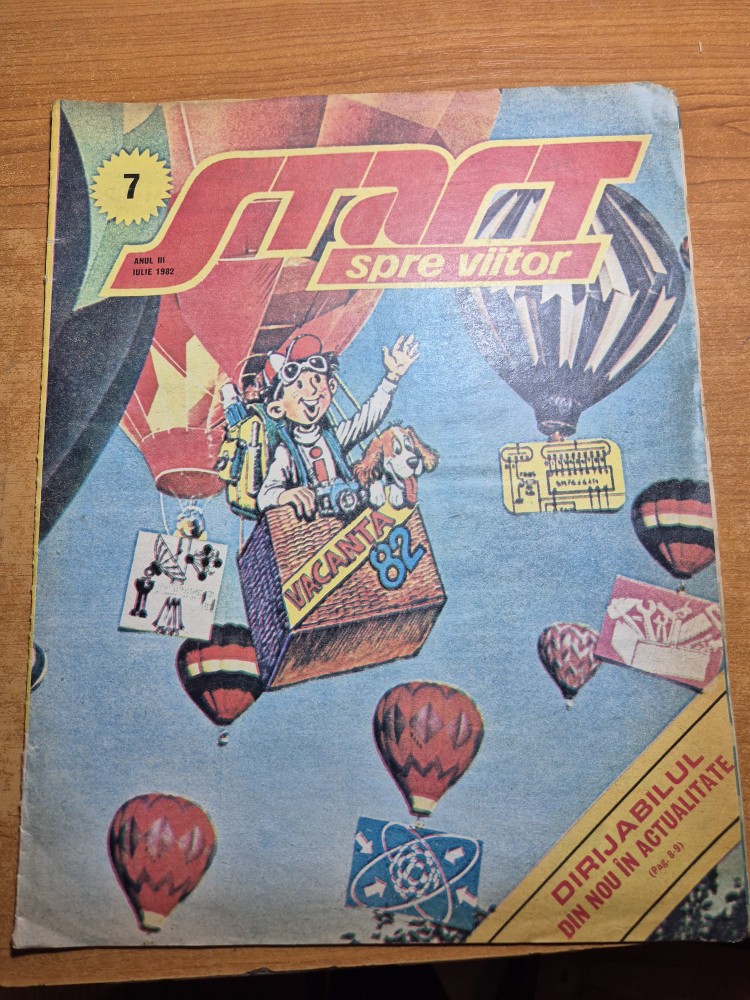 7
START
spre viitor
ANUL III
IULIE 1982
VACANTA
82
DIRIJABILUL
DIN NOU ÎN ACTUALITATE
(Pag. 8-9)